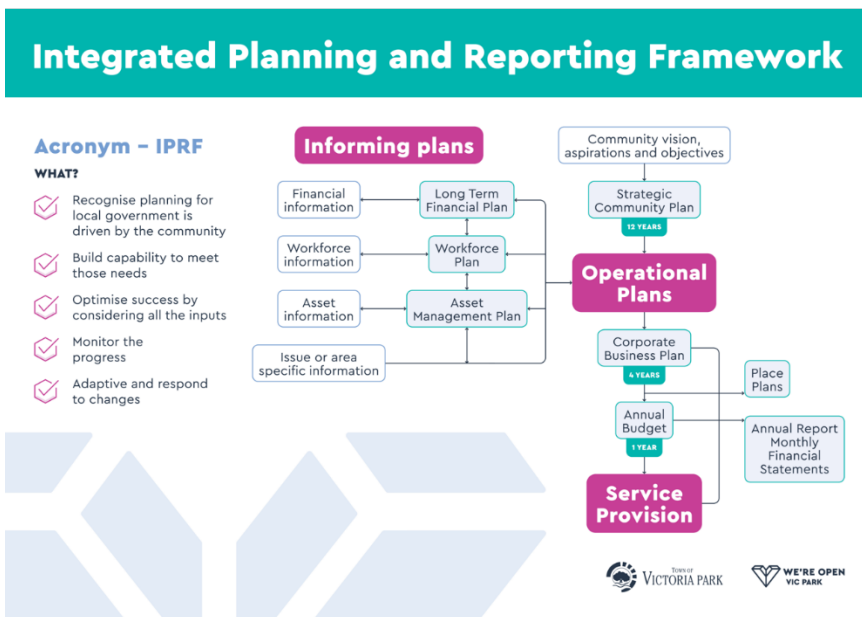 Integrated Planning and Reporting Framework
Acronym – IPRF
WHAT?
Recognise planning for
local government is
driven by the community
Build capability to meet
those needs
Optimise success by
considering all the inputs
Monitor the
progress
Adaptive and respond
to changes
Informing plans
Financial
information
Long Term
Financial Plan
Workforce
information
Workforce
Plan
Asset
information
Asset
Management Plan
Issue or area
specific information
Community vision,
aspirations and objectives
Strategic
Community Plan
12 YEARS
Operational
Plans
Corporate
Business Plan
4 YEARS
Place
Plans
Annual
Budget
1 YEAR
Annual Report
Monthly
Financial
Statements
Service
Provision
TOWN OF
VICTORIA PARK
WE'RE OPEN
VIC PARK